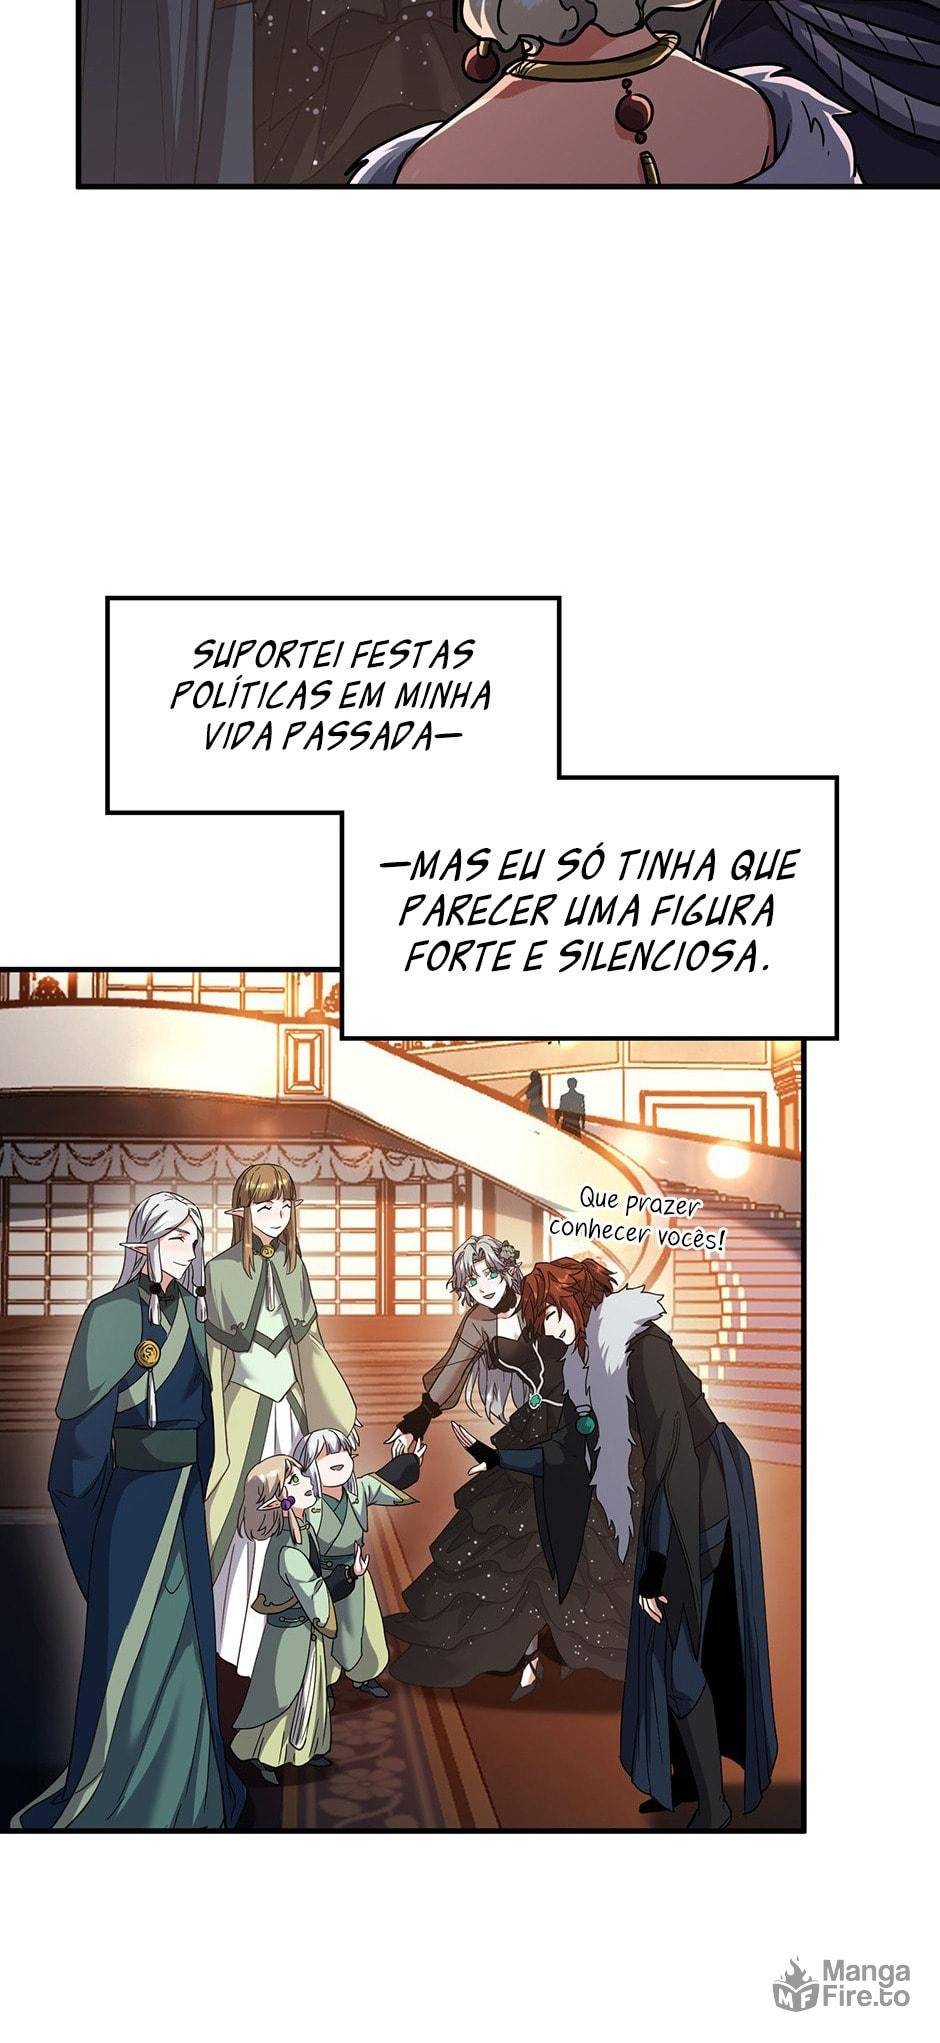 SUPORTEI FESTAS
POLÍTICAS EM MINHA
VIDA PASSADA—
—MAS EU SÓ TINHA QUE
PARECER UMA FIGURA
FORTE E SILENCIOSA.
Que prazer
conhecer vocês!
Manga
MF Fire.to